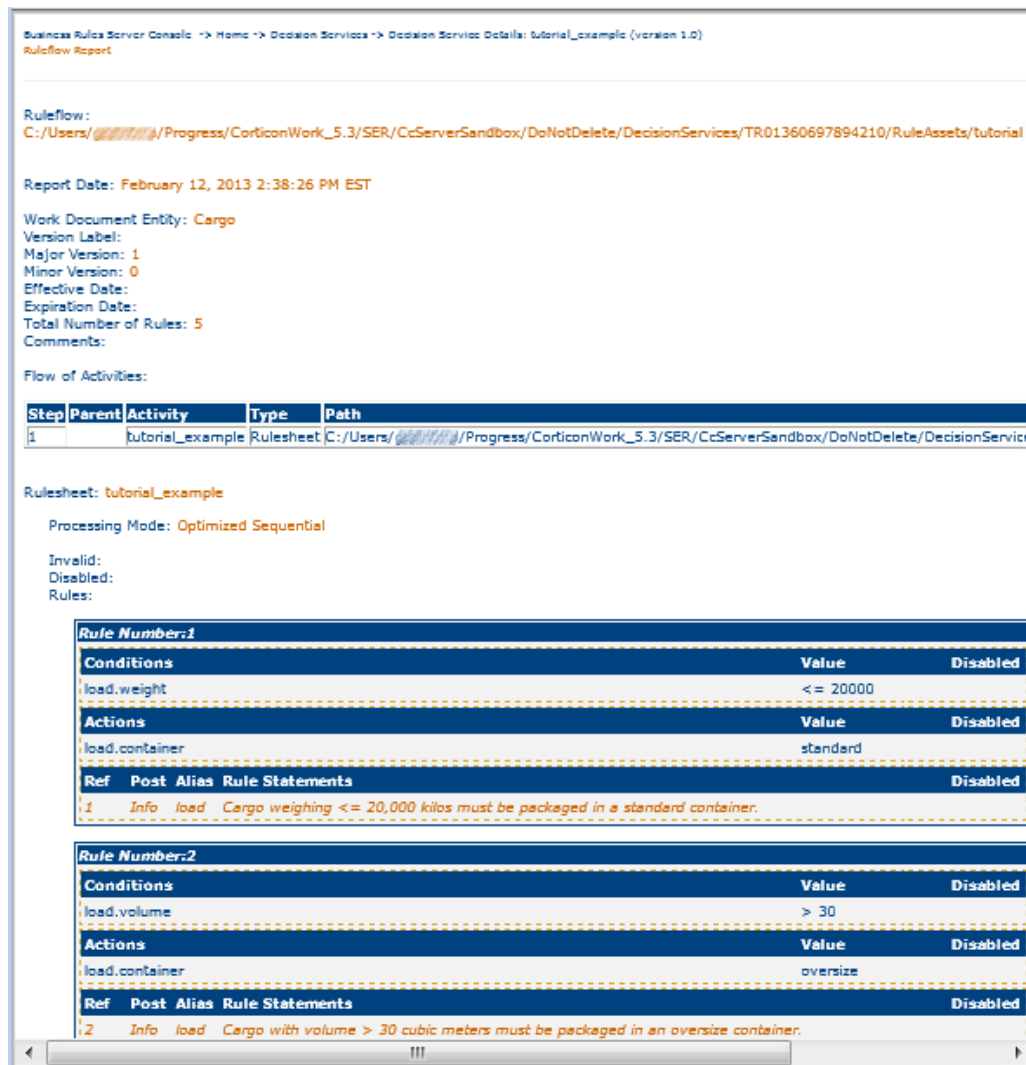 Business Rules Server Console -> Home -> Decision Services -> Decision Service Details: tutorial_example (version 1.0)
Ruleflow Report
Ruleflow:
C:/Users/ /Progress/CorticonWork_5.3/SER/CcServerSandbox/DoNotDelete/DecisionServices/TR01360697894210/RuleAssets/tutorial
Report Date: February 12, 2013 2:38:26 PM EST
Work Document Entity: Cargo
Version Label:
Major Version: 1
Minor Version: 0
Effective Date:
Expiration Date:
Total Number of Rules: 5
Comments:
Flow of Activities:
Step Parent Activity Type Path
1 tutorial_example Rulesheet C:/Users/ /Progress/CorticonWork_5.3/SER/CcServerSandbox/DoNotDelete/DecisionService
Rulesheet: tutorial_example
Processing Mode: Optimized Sequential
Invalid:
Disabled:
Rules:
Rule Number:1
Conditions Value Disabled
load.weight <= 20000
Actions Value Disabled
load.container standard
Ref Post Alias Rule Statements Disabled
1 Info load Cargo weighing <= 20,000 kilos must be packaged in a standard container.
Rule Number:2
Conditions Value Disabled
load.volume > 30
Actions Value Disabled
load.container oversize
Ref Post Alias Rule Statements Disabled
2 Info load Cargo with volume > 30 cubic meters must be packaged in an oversize container.